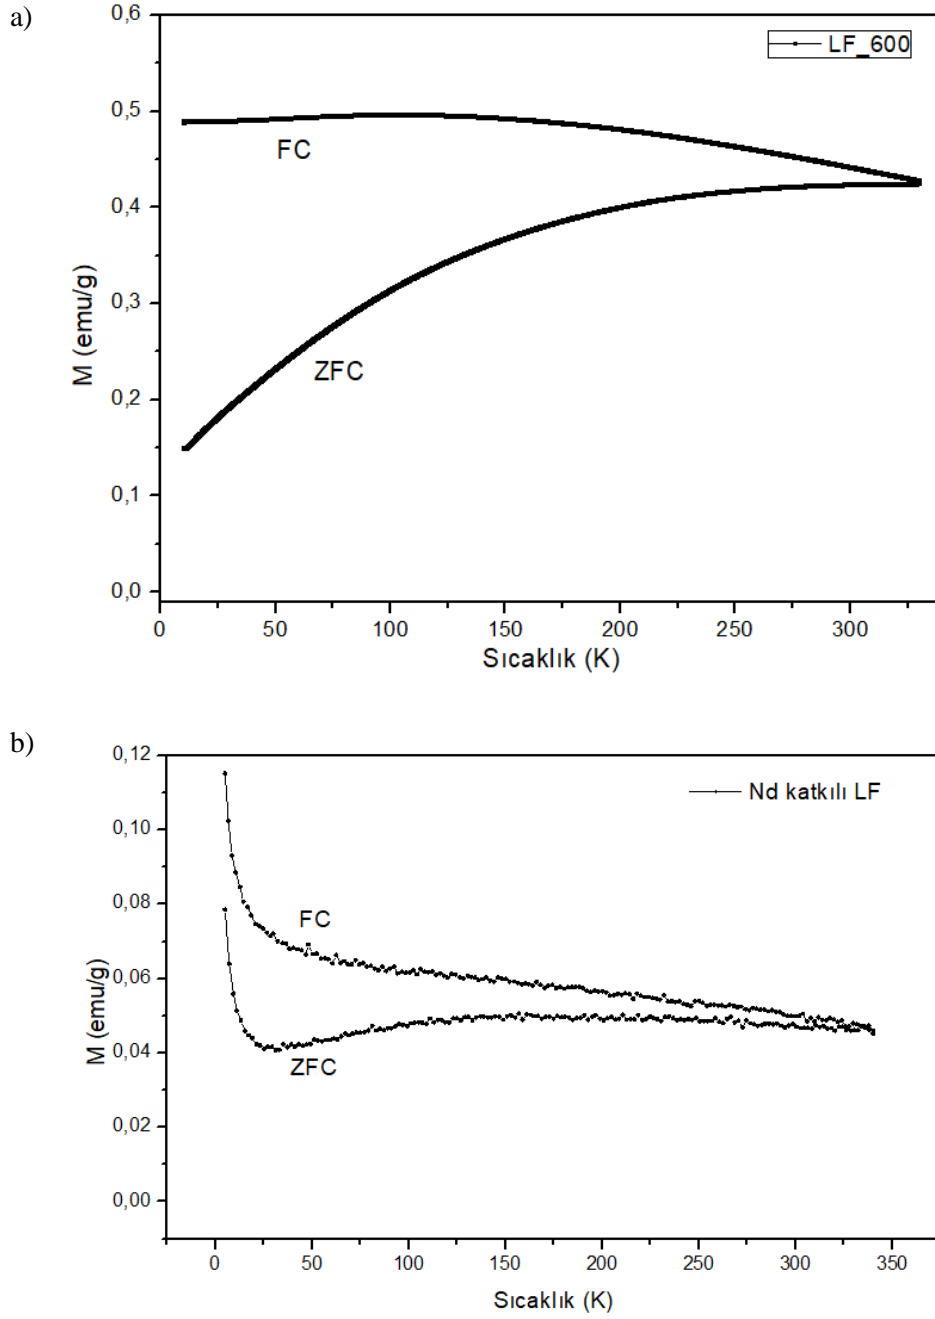 a)
0,6
0,5
0,4
0,3
0,2
0,1
0,0
M (emu/g)
LF_600
FC
ZFC
0 50 100 150 200 250 300
Sıcaklık (K)
b)
0,12
0,10
0,08
0,06
0,04
0,02
0,00
M (emu/g)
Nd katkılı LF
FC
ZFC
0 50 100 150 200 250 300 350
Sıcaklık (K)